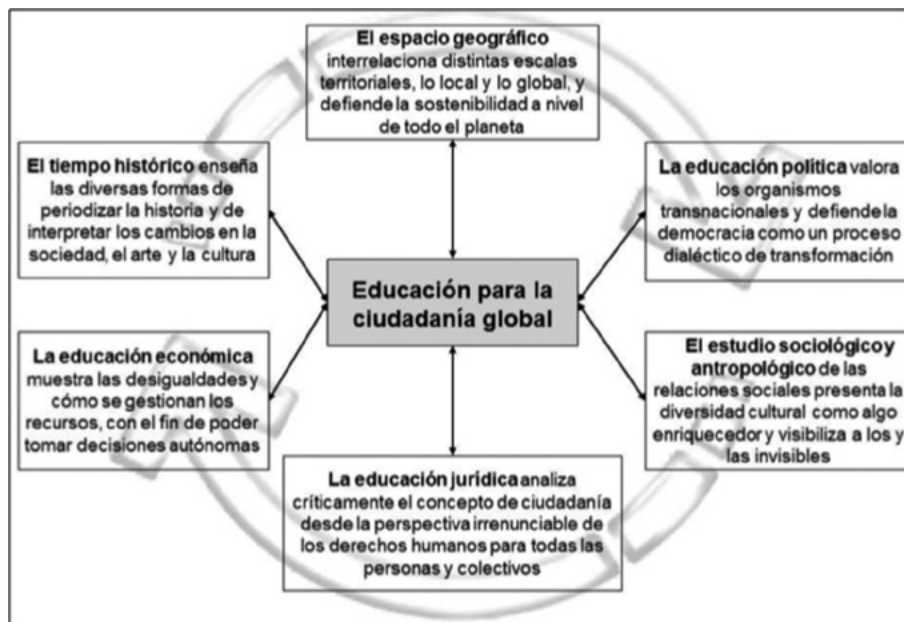 El espacio geográfico
interrelaciona distintas escalas
territoriales, lo local y lo global, y
defiende la sostenibilidad a nivel
de todo el planeta
El tiempo histórico enseña
las diversas formas de
periodizar la historia y de
interpretar los cambios en la
sociedad, el arte y la cultura
La educación política valora
los organismos
transnacionales y defiende la
democracia como un proceso
dialéctico de transformación
Educación para la
ciudadanía global
La educación económica
muestra las desigualdades y
cómo se gestionan los
recursos, con el fin de poder
tomar decisiones autónomas
El estudio sociológico y
antropológico de las
relaciones sociales presenta la
diversidad cultural como algo
enriquecedor y visibiliza a los y
las invisibles
La educación jurídica analiza
críticamente el concepto de ciudadanía
desde la perspectiva irrenunciable de
los derechos humanos para todas las
personas y colectivos